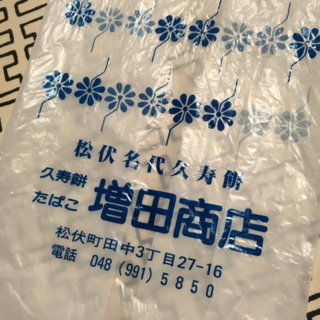 松伏名代久寿餅
久寿餅
たばこ
増田商店
松伏町田中3丁目27-16
電話 048(991)5850